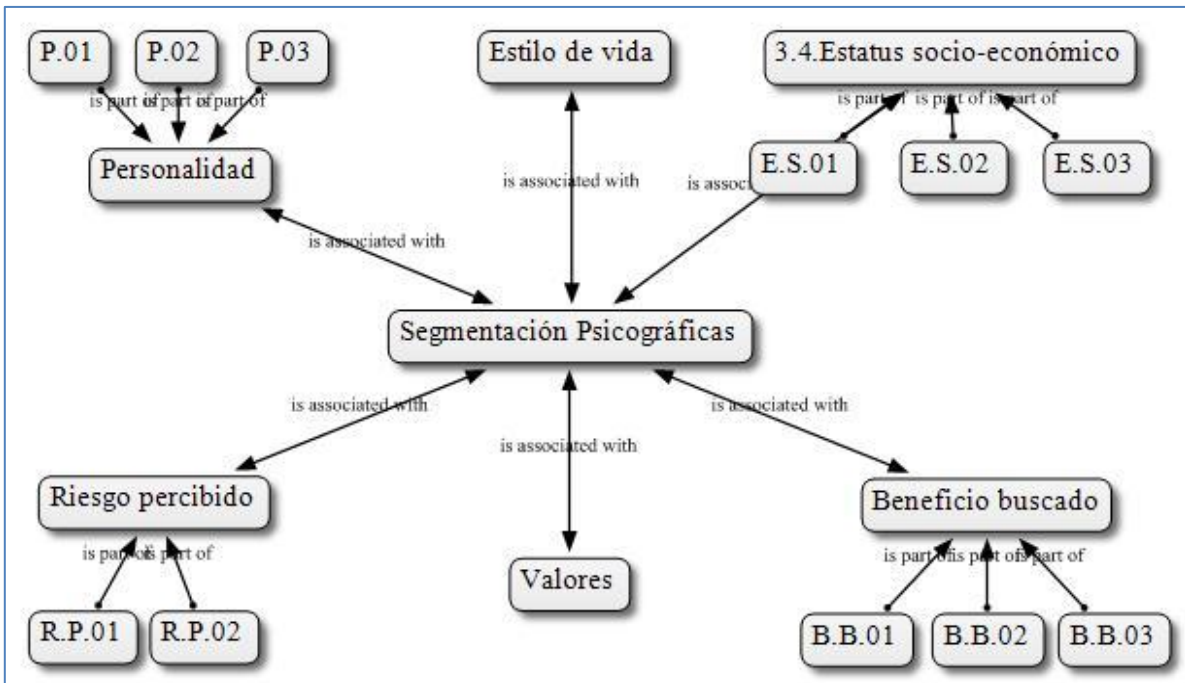 P.01
P.02
P.03
Estilo de vida
3.4.Estatus socio-económico
is part of
is part of
is part of
is part of
is part of
is part of
Personalidad
E.S.01
E.S.02
E.S.03
is associated with
is associated with
is assoc
Segmentación Psicográficas
is associated with
is associated with
is associated with
Riesgo percibido
Beneficio buscado
is part of
is part of
is part of
is part of
is part of
Valores
R.P.01
R.P.02
B.B.01
B.B.02
B.B.03